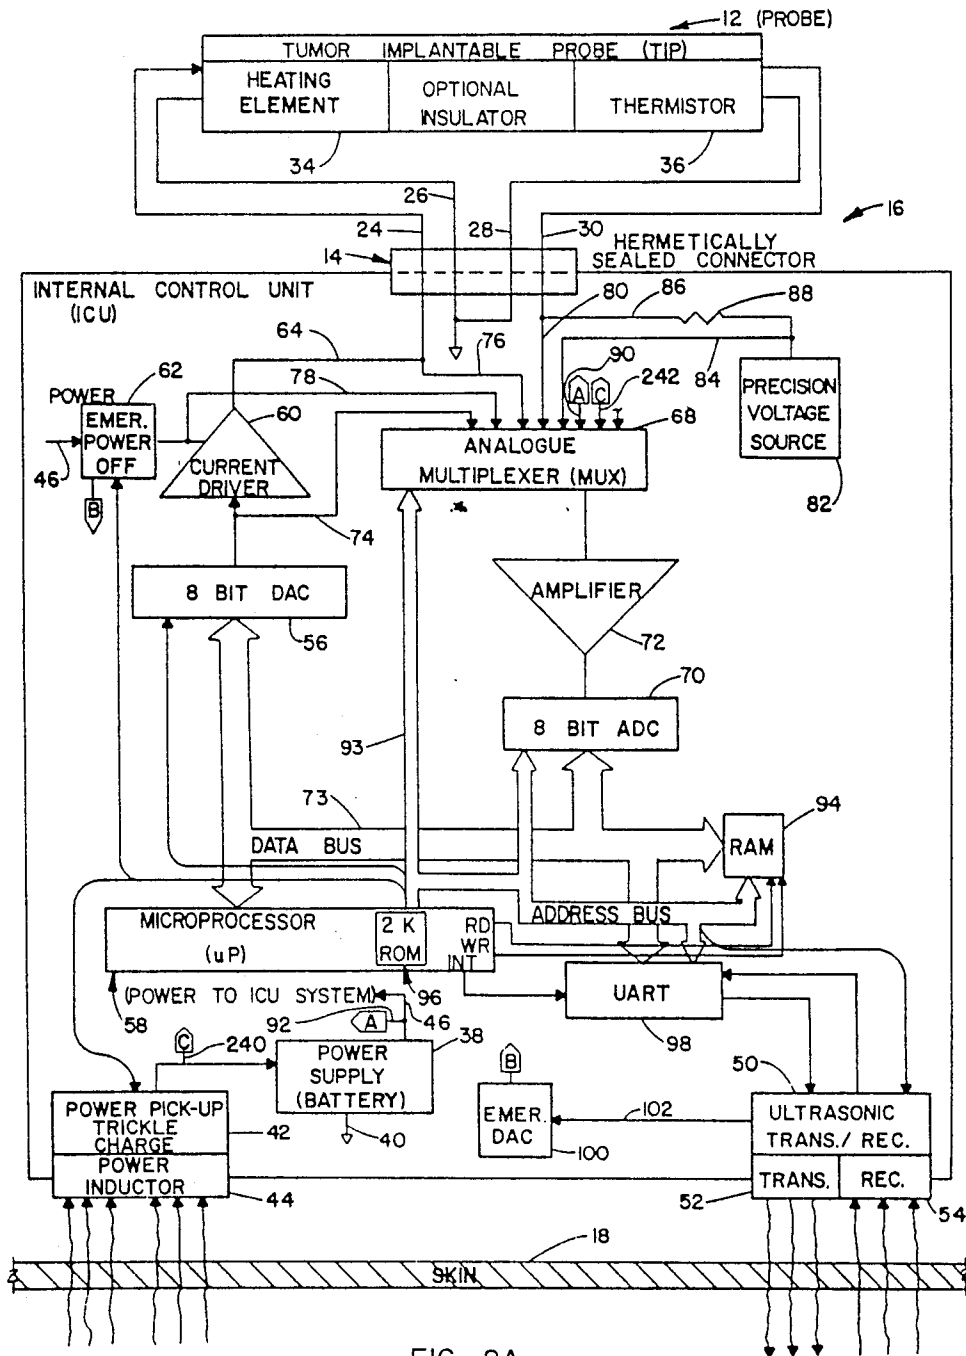 12 (PROBE)
TUMOR IMPLANTABLE PROBE (TIP)
HEATING ELEMENT
OPTIONAL INSULATOR
THERMISTOR
34
36
26
24
28
30
16
14
HERMETICALLY SEALED CONNECTOR
INTERNAL CONTROL UNIT (ICU)
80
86
88
64
76
90
84
62
78
A
C
242
POWER
EMER. POWER OFF
60
68
PRECISION VOLTAGE SOURCE
46
CURRENT DRIVER
ANALOGUE MULTIPLEXER (MUX)
82
B
74
8 BIT DAC
AMPLIFIER
56
72
70
8 BIT ADC
93
73
94
DATA BUS
RAM
MICROPROCESSOR (uP)
2 K ROM
RD
WR
INT
ADDRESS BUS
58
(POWER TO ICU SYSTEM)
96
UART
92
A
46
98
C
240
38
POWER SUPPLY (BATTERY)
B
50
POWER PICK-UP TRICKLE CHARGE
42
40
EMER. DAC
102
100
ULTRASONIC TRANS./ REC.
POWER INDUCTOR
44
52
TRANS.
REC.
54
18
SKIN